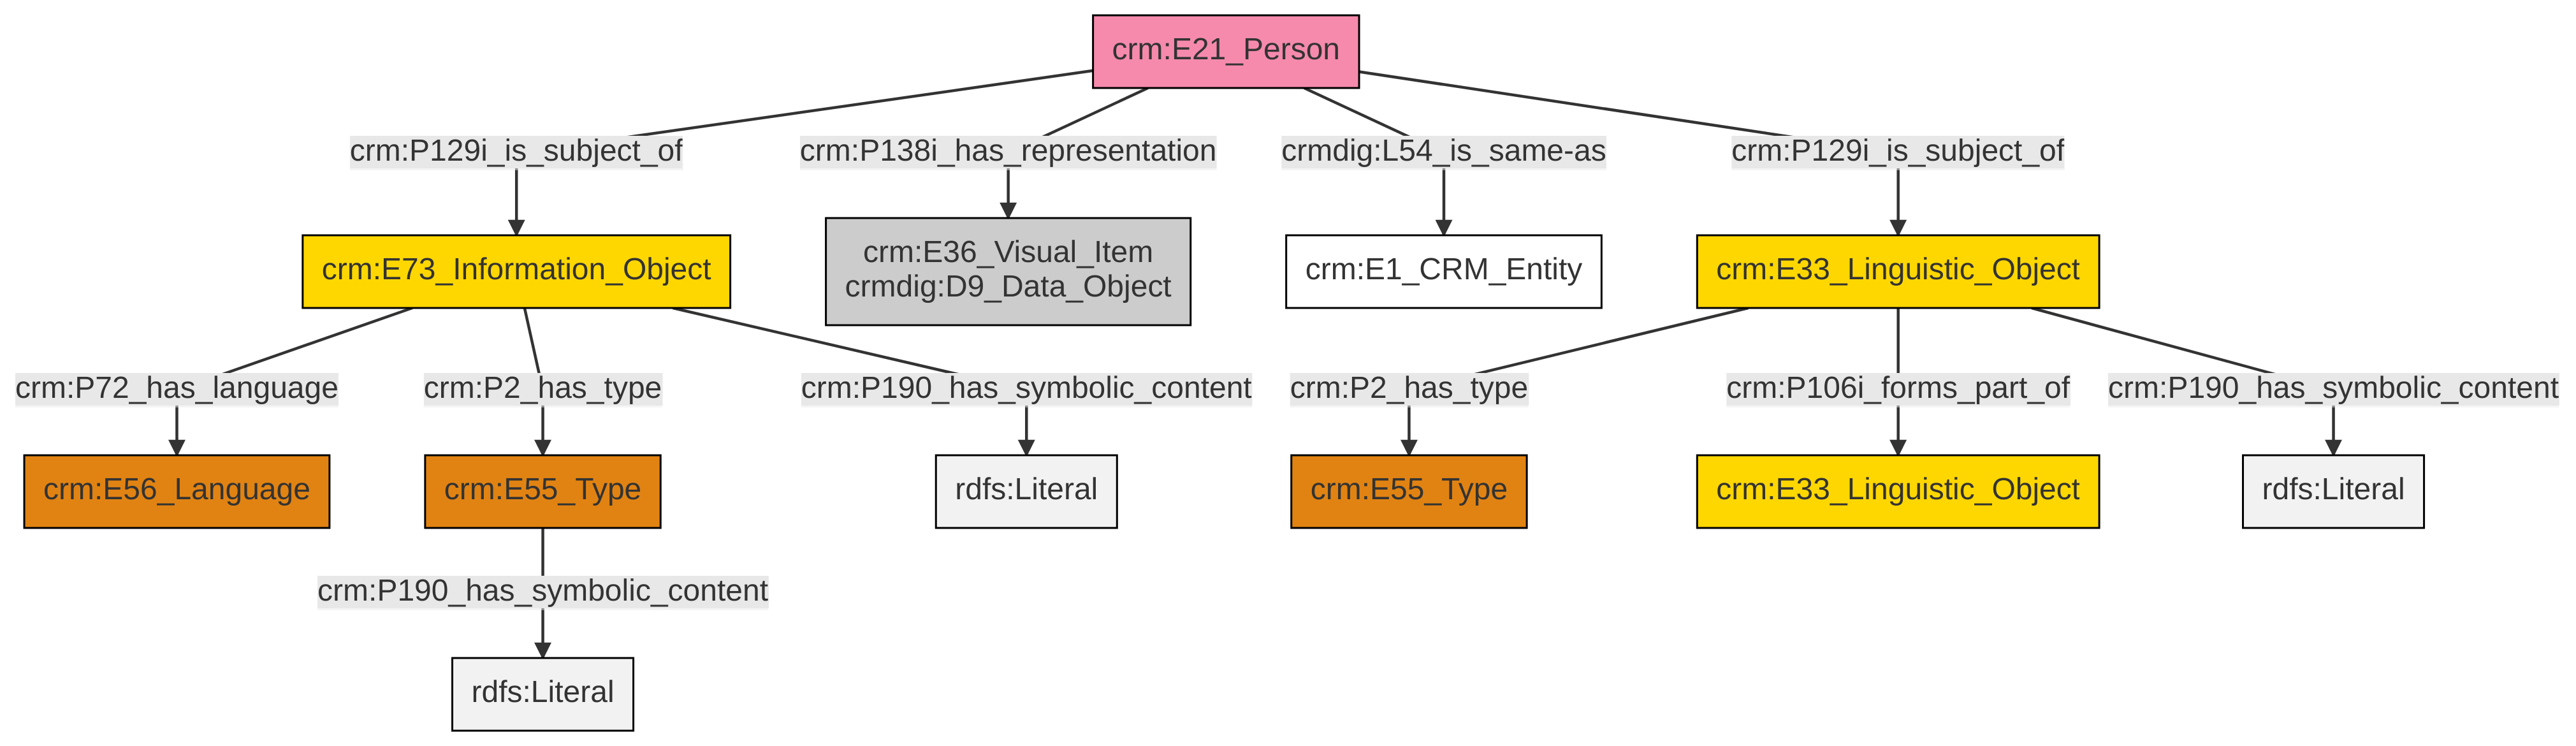 crm:E21_Person
crm:P129i_is_subject_of
crm:P138i_has_representation
crmdig:L54_is_same-as
crm:P129i_is_subject_of
crm:E73_Information_Object
crm:E36_Visual_Item
crmdig:D9_Data_Object
crm:E1_CRM_Entity
crm:E33_Linguistic_Object
crm:P72_has_language
crm:P2_has_type
crm:P190_has_symbolic_content
crm:P2_has_type
crm:P106i_forms_part_of
crm:P190_has_symbolic_content
crm:E56_Language
crm:E55_Type
rdfs:Literal
crm:E55_Type
crm:E33_Linguistic_Object
rdfs:Literal
crm:P190_has_symbolic_content
rdfs:Literal